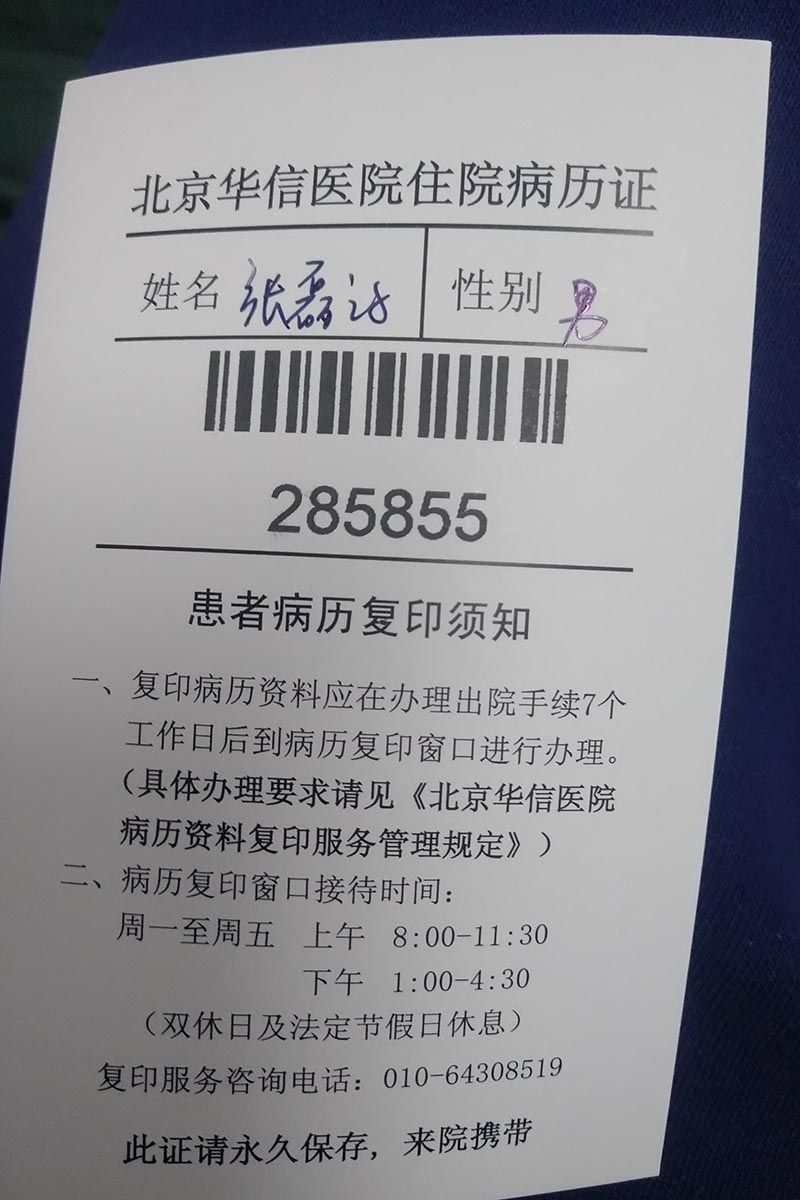 北京华信医院住院病历证
姓名 张磊 性别 男
285855
患者病历复印须知
一、复印病历资料应在办理出院手续7个
工作日后到病历复印窗口进行办理。
（具体办理要求请见《北京华信医院
病历资料复印服务管理规定》）
二、病历复印窗口接待时间：
周一至周五 上午 8:00-11:30
下午 1:00-4:30
（双休日及法定节假日休息）
复印服务咨询电话：010-64308519
此证请永久保存，来院携带